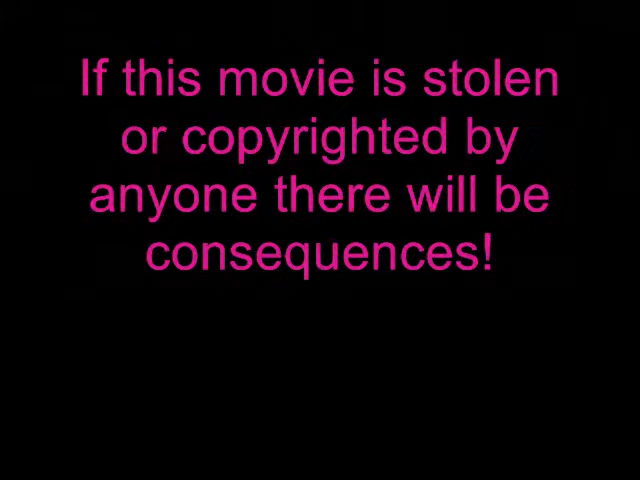 If this movie is stolen
or copyrighted by
anyone there will be
consequences!